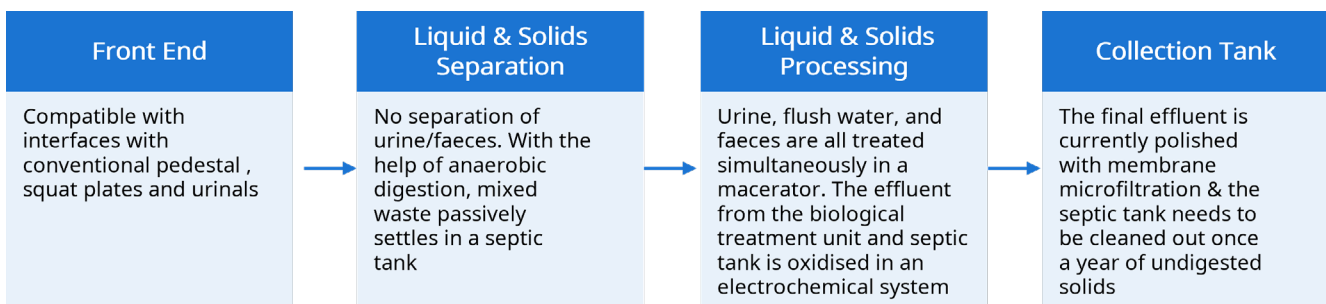 Front End
Compatible with
interfaces with
conventional pedestal ,
squat plates and urinals
Liquid & Solids
Separation
No separation of
urine/faeces. With the
help of anaerobic
digestion, mixed
waste passively
settles in a septic
tank
Liquid & Solids
Processing
Urine, flush water, and
faeces are all treated
simultaneously in a
macerator. The effluent
from the biological
treatment unit and septic
tank is oxidised in an
electrochemical system
Collection Tank
The final effluent is
currently polished
with membrane
microfiltration & the
septic tank needs to
be cleaned out once
a year of undigested
solids